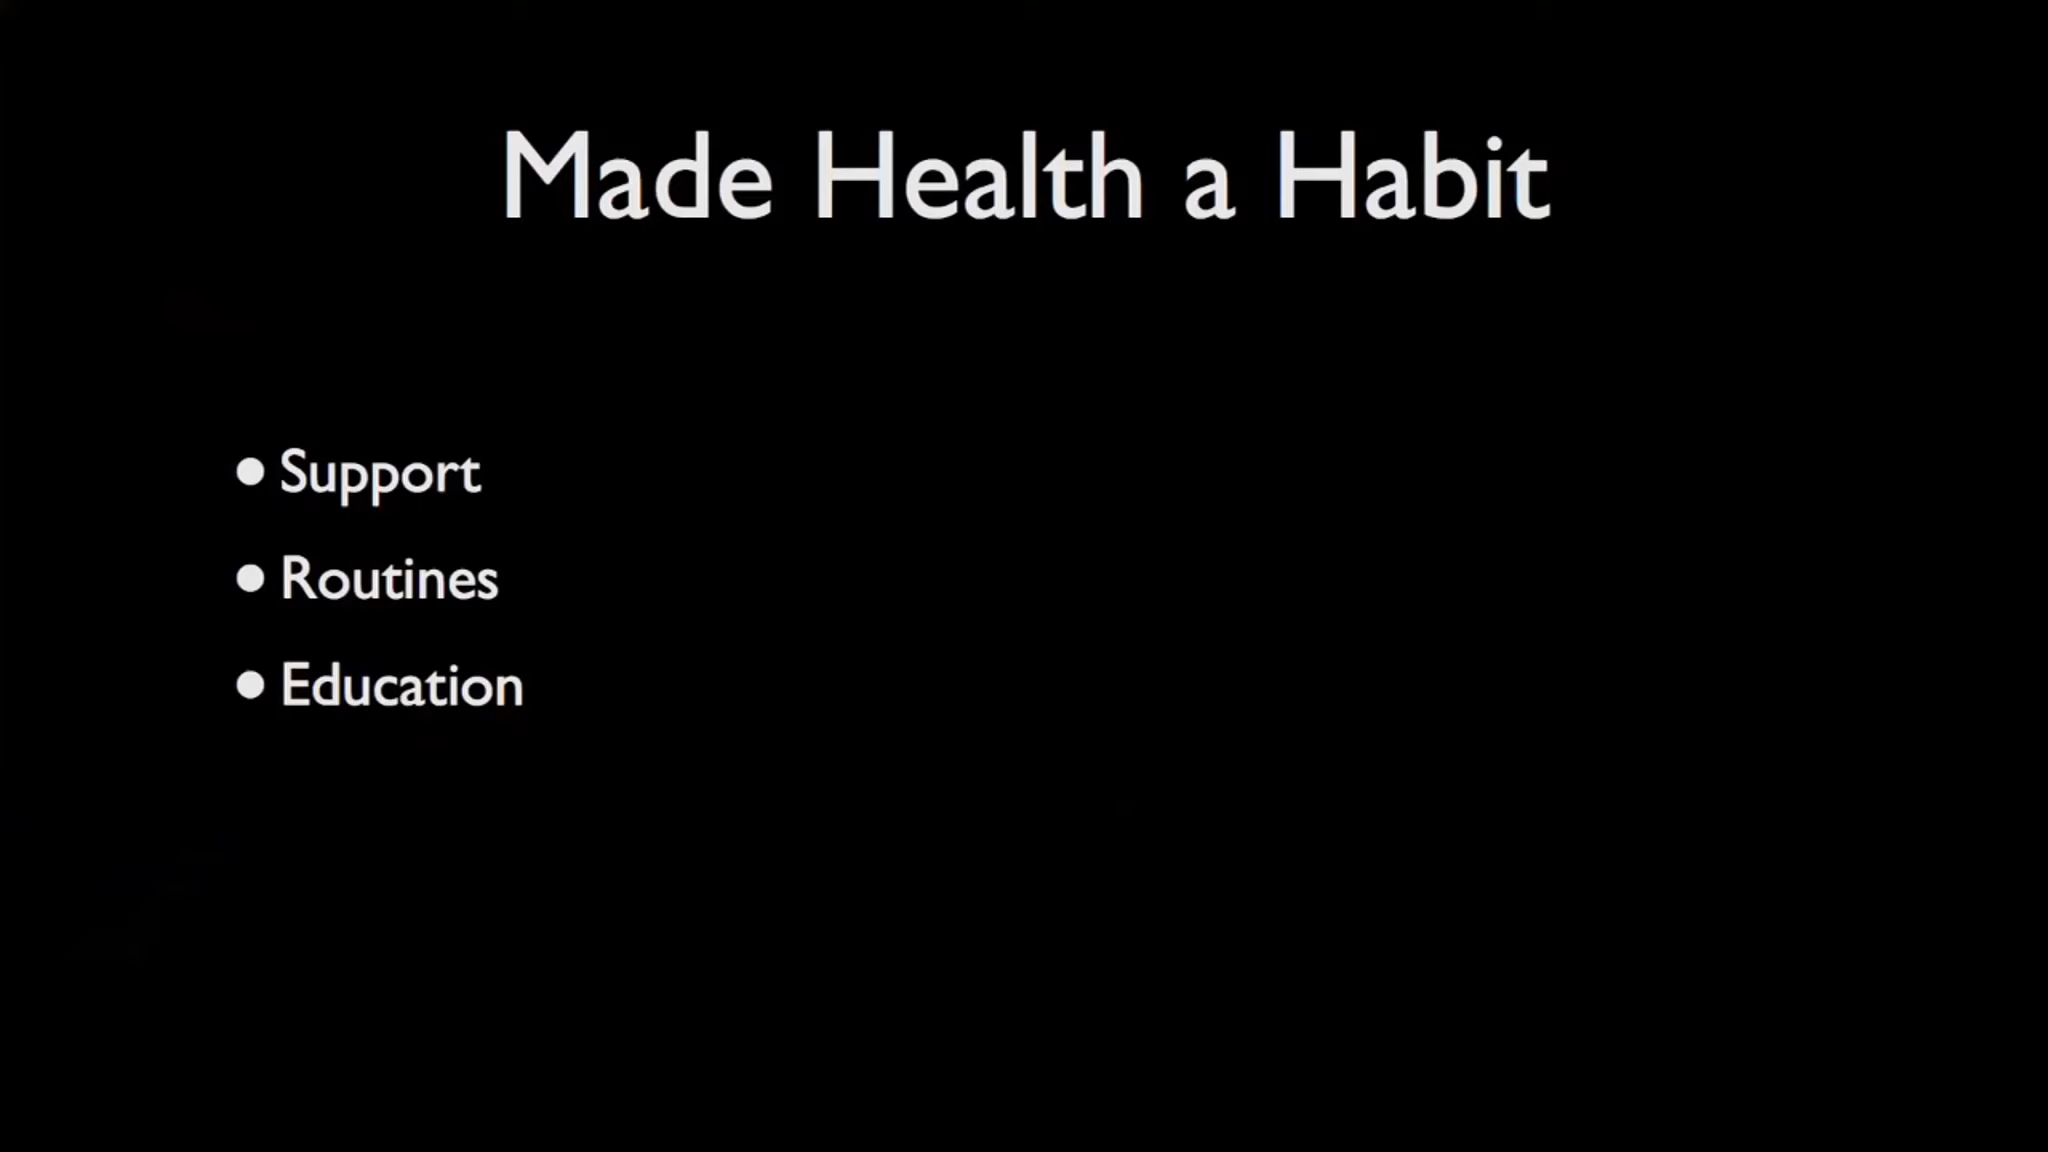 Made Health a Habit
• Support
• Routines
• Education